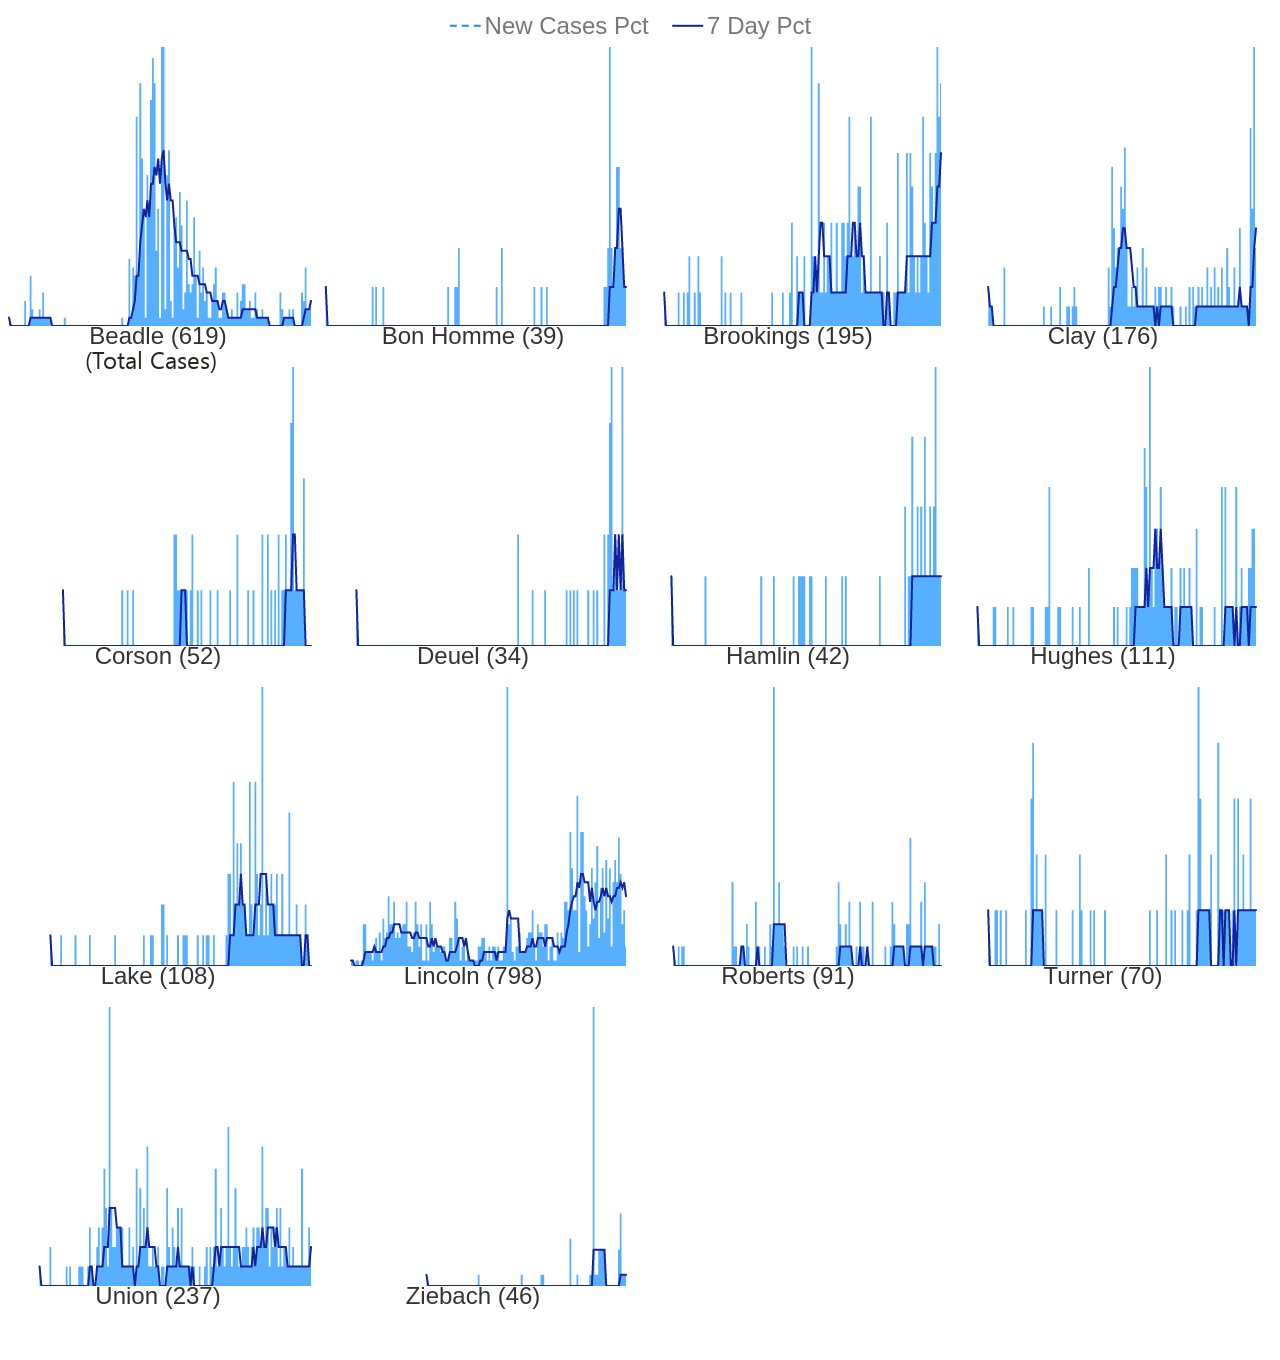 New Cases Pct 7 Day Pct
Beadle (619) Bon Homme (39) Brookings (195) Clay (176)
(Total Cases)
Corson (52) Deuel (34) Hamlin (42) Hughes (111)
Lake (108) Lincoln (798) Roberts (91) Turner (70)
Union (237) Ziebach (46)